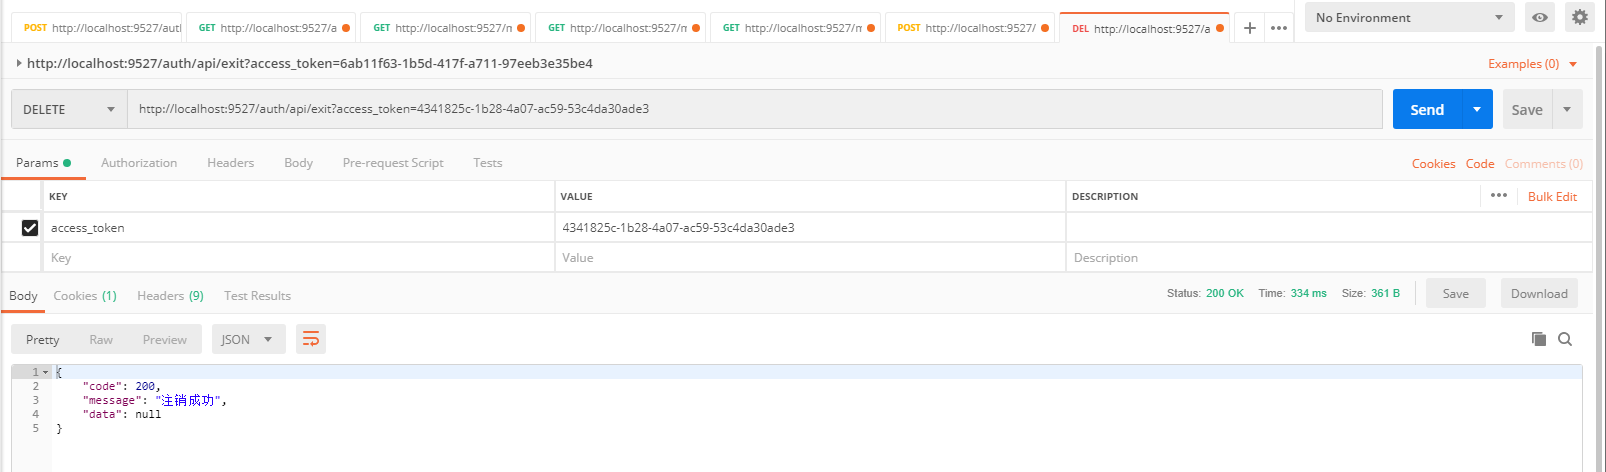 POST http://localhost:9527/aut
GET http://localhost:9527/a
GET http://localhost:9527/m
GET http://localhost:9527/m
GET http://localhost:9527/m
POST http://localhost:9527/
DEL http://localhost:9527/a
No Environment
http://localhost:9527/auth/api/exit?access_token=6ab11f63-1b5d-417f-a711-97eeb3e35be4
Examples (0)
DELETE
http://localhost:9527/auth/api/exit?access_token=4341825c-1b28-4a07-ac59-53c4da30ade3
Send
Save
Params Authorization Headers Body Pre-request Script Tests
Cookies Code Comments (0)
KEY VALUE DESCRIPTION Bulk Edit
access_token 4341825c-1b28-4a07-ac59-53c4da30ade3
Key Value Description
Body Cookies (1) Headers (9) Test Results
Status: 200 OK Time: 334 ms Size: 361 B
Save Download
Pretty Raw Preview JSON
1 {
2 "code": 200,
3 "message": "注销成功",
4 "data": null
5 }